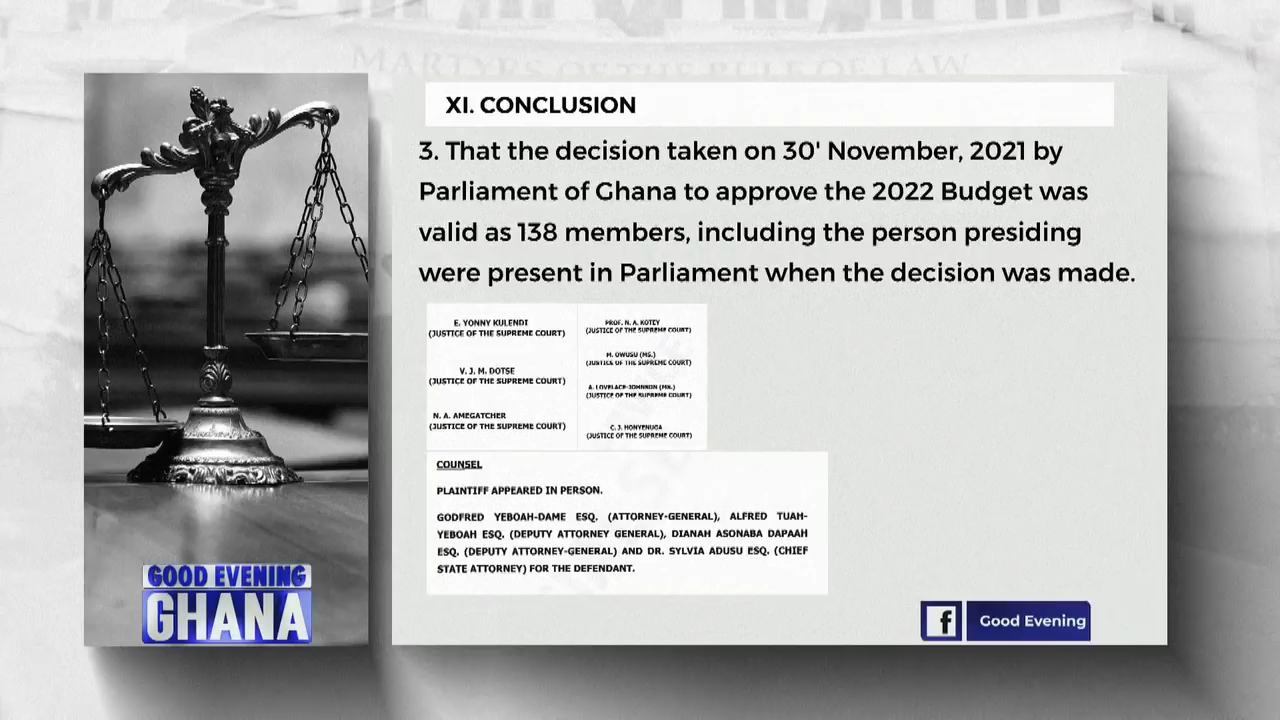 MARTYRS OF THE RULE OF LAW
XI. CONCLUSION
3. That the decision taken on 30' November, 2021 by
Parliament of Ghana to approve the 2022 Budget was
valid as 138 members, including the person presiding
were present in Parliament when the decision was made.
E. YONNY KULENDI
(JUSTICE OF THE SUPREME COURT)
V. J. M. DOTSE
(JUSTICE OF THE SUPREME COURT)
N. A. AMEGATCHER
(JUSTICE OF THE SUPREME COURT)
PROF. N. A. KOTEY
(JUSTICE OF THE SUPREME COURT)
M. OWUSU (MS.)
(JUSTICE OF THE SUPREME COURT)
A. LOVELACE-JOHNSON (MS.)
(JUSTICE OF THE SUPREME COURT)
C. J. HONYENUGA
(JUSTICE OF THE SUPREME COURT)
COUNSEL
PLAINTIFF APPEARED IN PERSON.
GODFRED YEBOAH-DAME ESQ. (ATTORNEY-GENERAL), ALFRED TUAH-
YEBOAH ESQ. (DEPUTY ATTORNEY GENERAL), DIANAH ASONABA DAPAAH
ESQ. (DEPUTY ATTORNEY-GENERAL) AND DR. SYLVIA ADUSU ESQ. (CHIEF
STATE ATTORNEY) FOR THE DEFENDANT.
GOOD EVENING
GHANA
f Good Evening